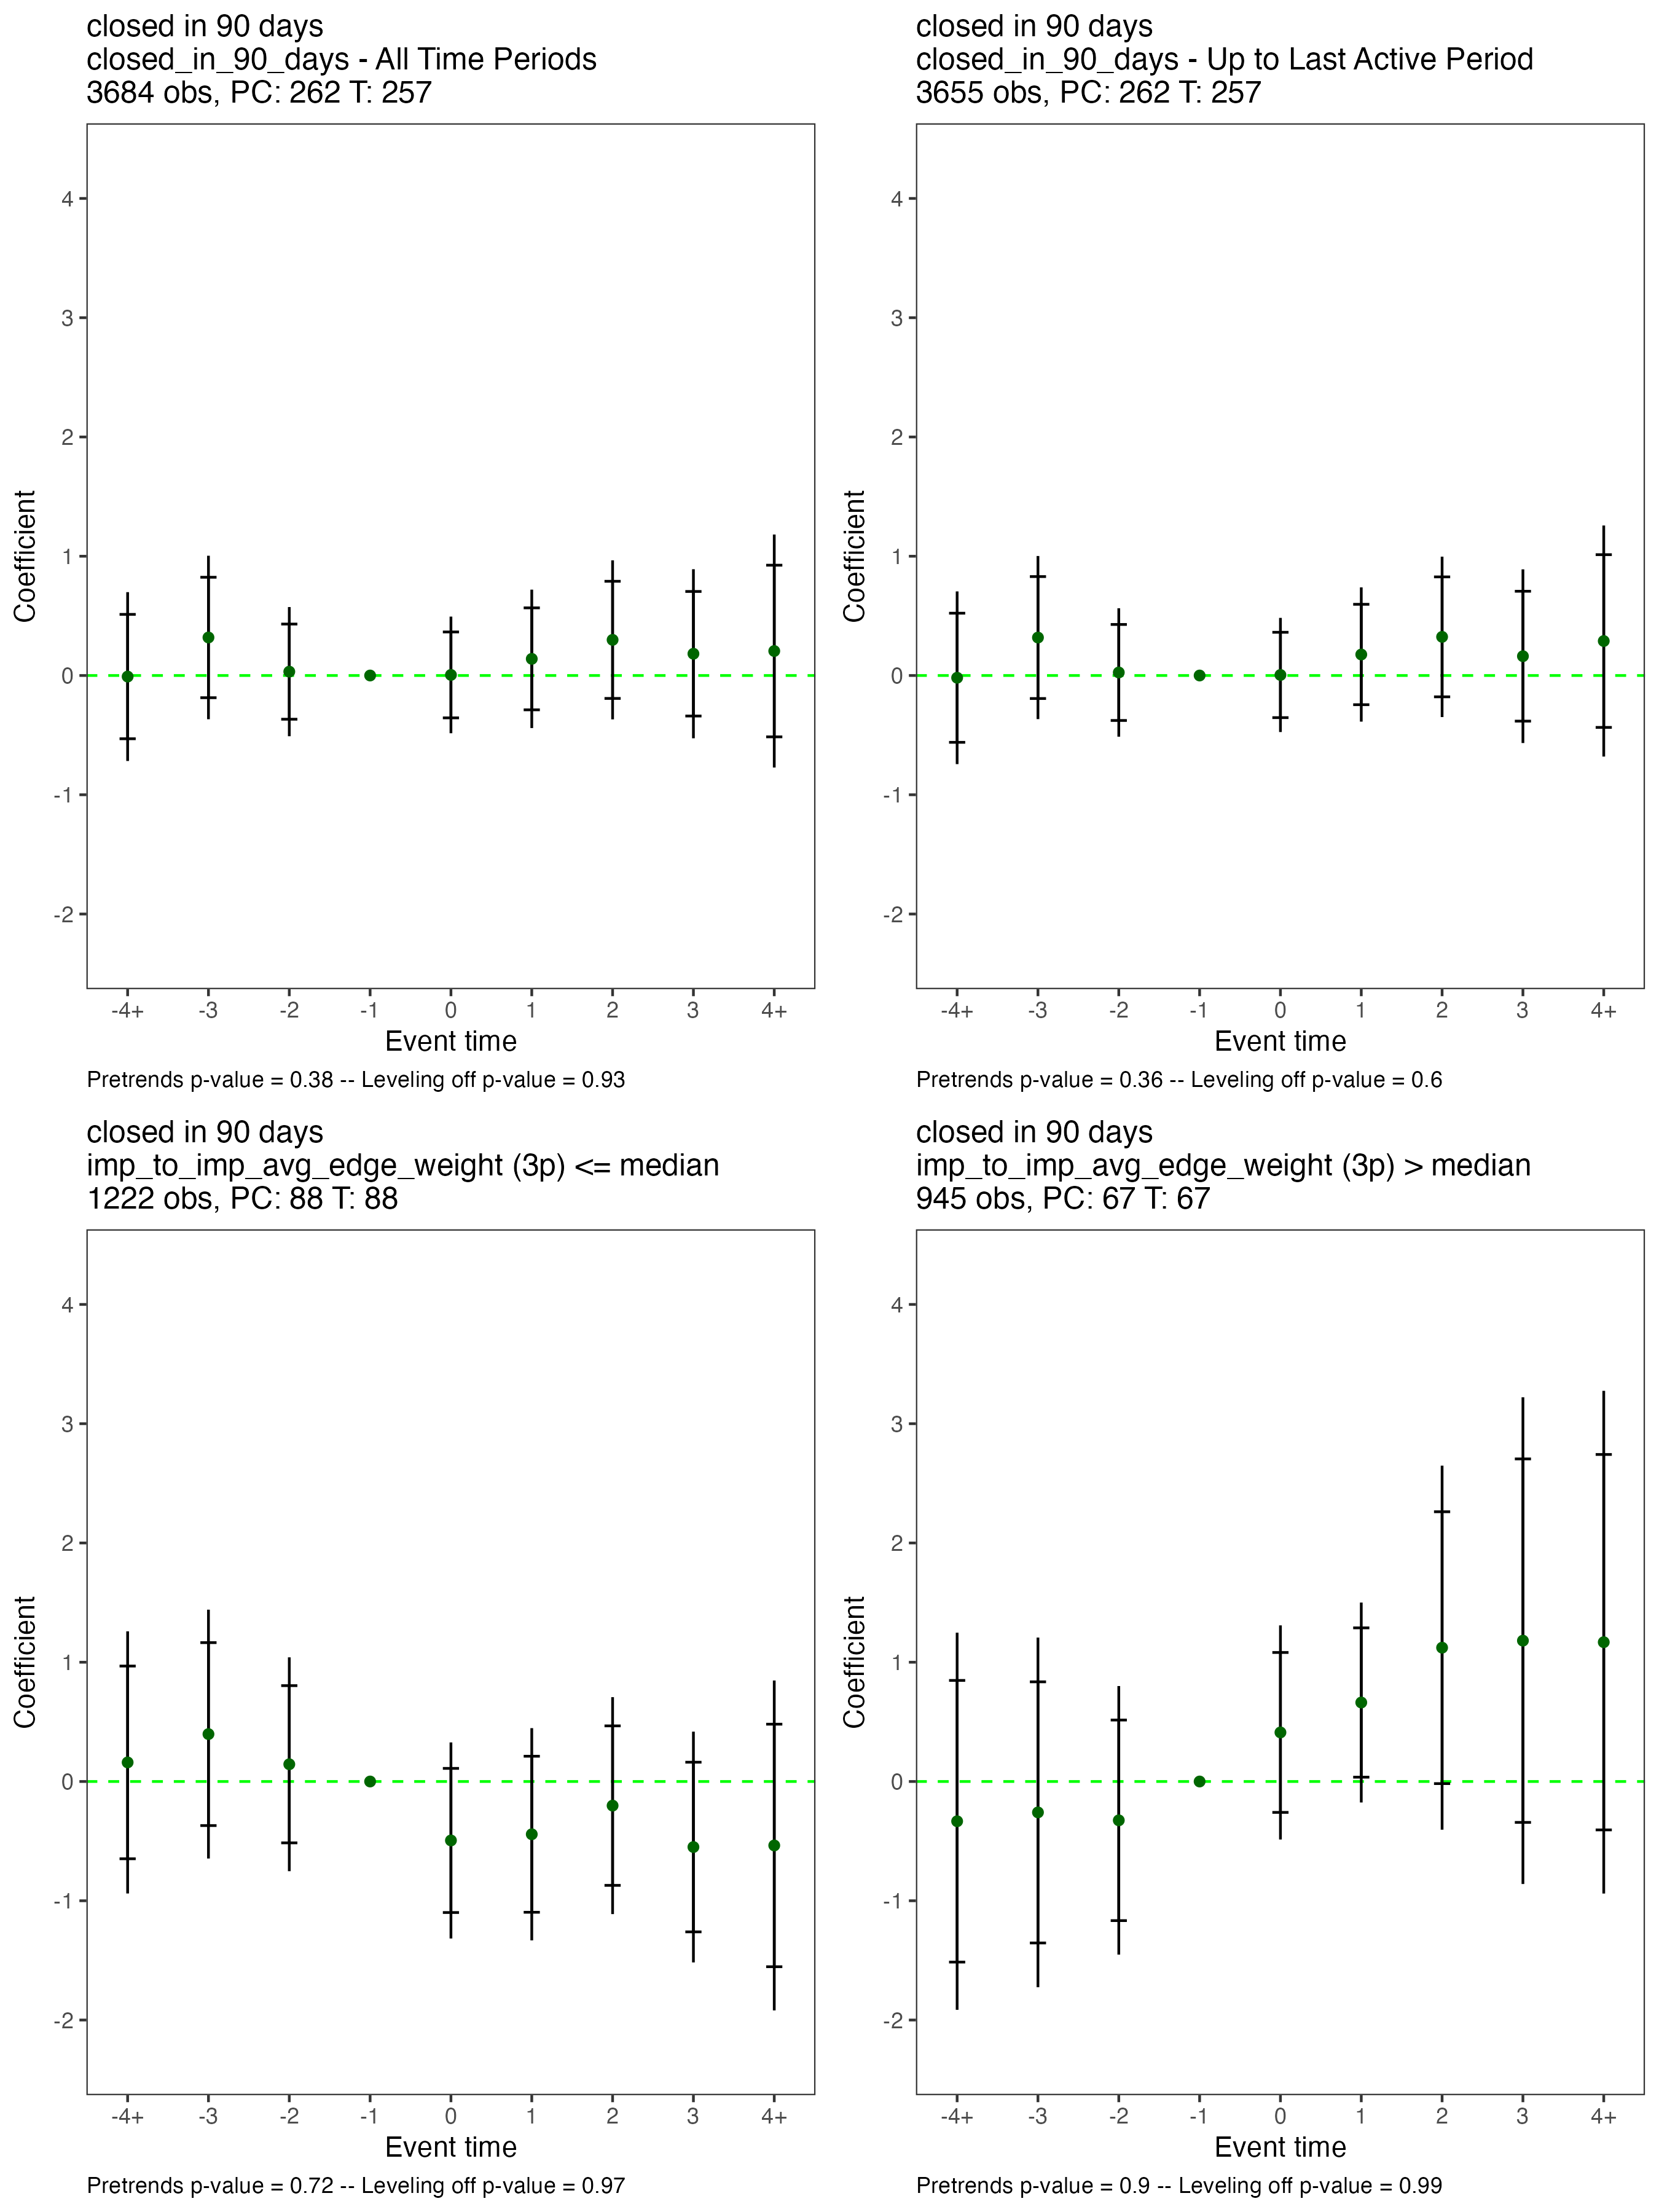 closed in 90 days
closed_in_90_days - All Time Periods
3684 obs, PC: 262 T: 257
4
3
2
1
0
-1
-2
Coefficient
-4+ -3 -2 -1 0 1 2 3 4+
Event time
Pretrends p-value = 0.38 -- Leveling off p-value = 0.93
closed in 90 days
closed_in_90_days - Up to Last Active Period
3655 obs, PC: 262 T: 257
4
3
2
1
0
-1
-2
Coefficient
-4+ -3 -2 -1 0 1 2 3 4+
Event time
Pretrends p-value = 0.36 -- Leveling off p-value = 0.6
closed in 90 days
imp_to_imp_avg_edge_weight (3p) <= median
1222 obs, PC: 88 T: 88
4
3
2
1
0
-1
-2
Coefficient
-4+ -3 -2 -1 0 1 2 3 4+
Event time
Pretrends p-value = 0.72 -- Leveling off p-value = 0.97
closed in 90 days
imp_to_imp_avg_edge_weight (3p) > median
945 obs, PC: 67 T: 67
4
3
2
1
0
-1
-2
Coefficient
-4+ -3 -2 -1 0 1 2 3 4+
Event time
Pretrends p-value = 0.9 -- Leveling off p-value = 0.99